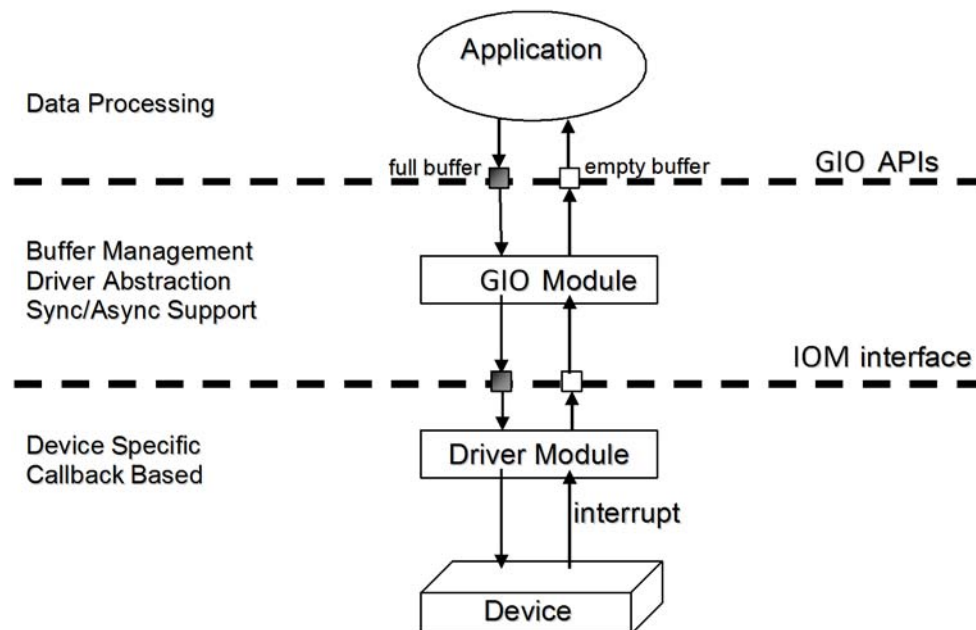 Application
Data Processing
full buffer
empty buffer
GIO APIs
Buffer Management
Driver Abstraction
Sync/Async Support
GIO Module
IOM interface
Device Specific
Callback Based
Driver Module
interrupt
Device